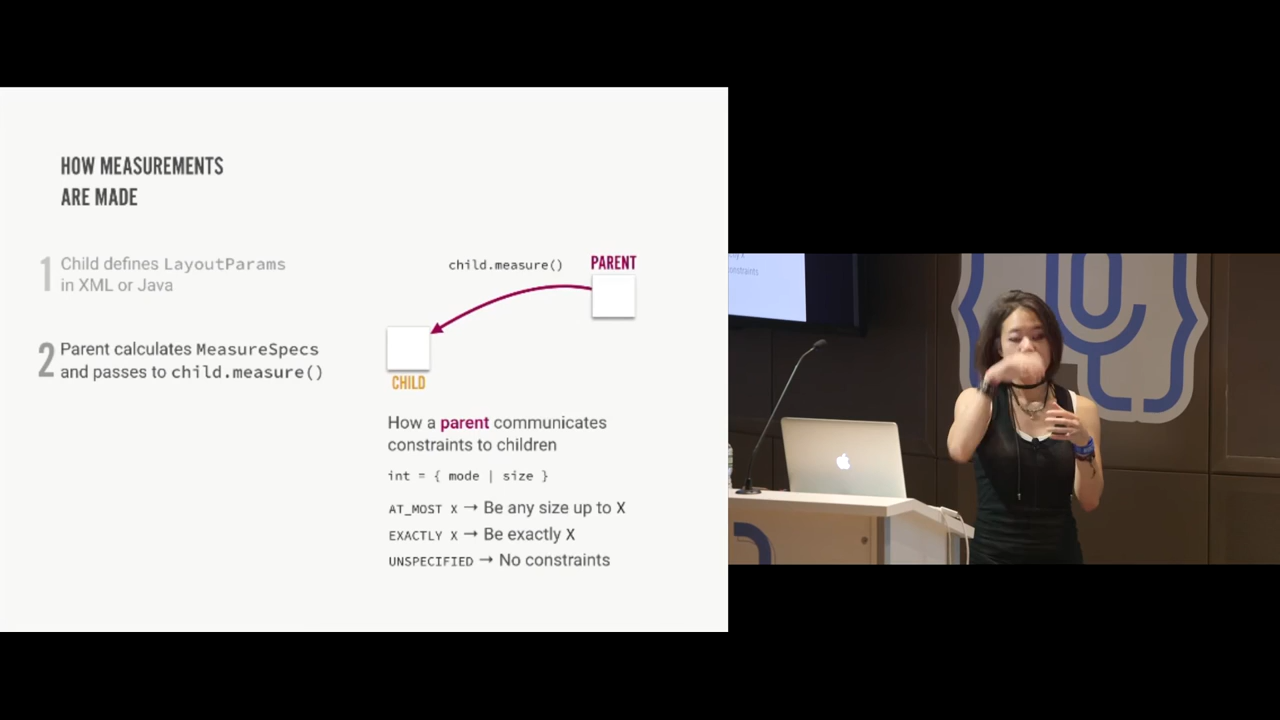 HOW MEASUREMENTS
ARE MADE
1 Child defines LayoutParams
in XML or Java
2 Parent calculates MeasureSpecs
and passes to child.measure()
child.measure()
PARENT
CHILD
How a parent communicates
constraints to children
int = { mode | size }
AT_MOST X → Be any size up to X
EXACTLY X → Be exactly X
UNSPECIFIED → No constraints
onstraints